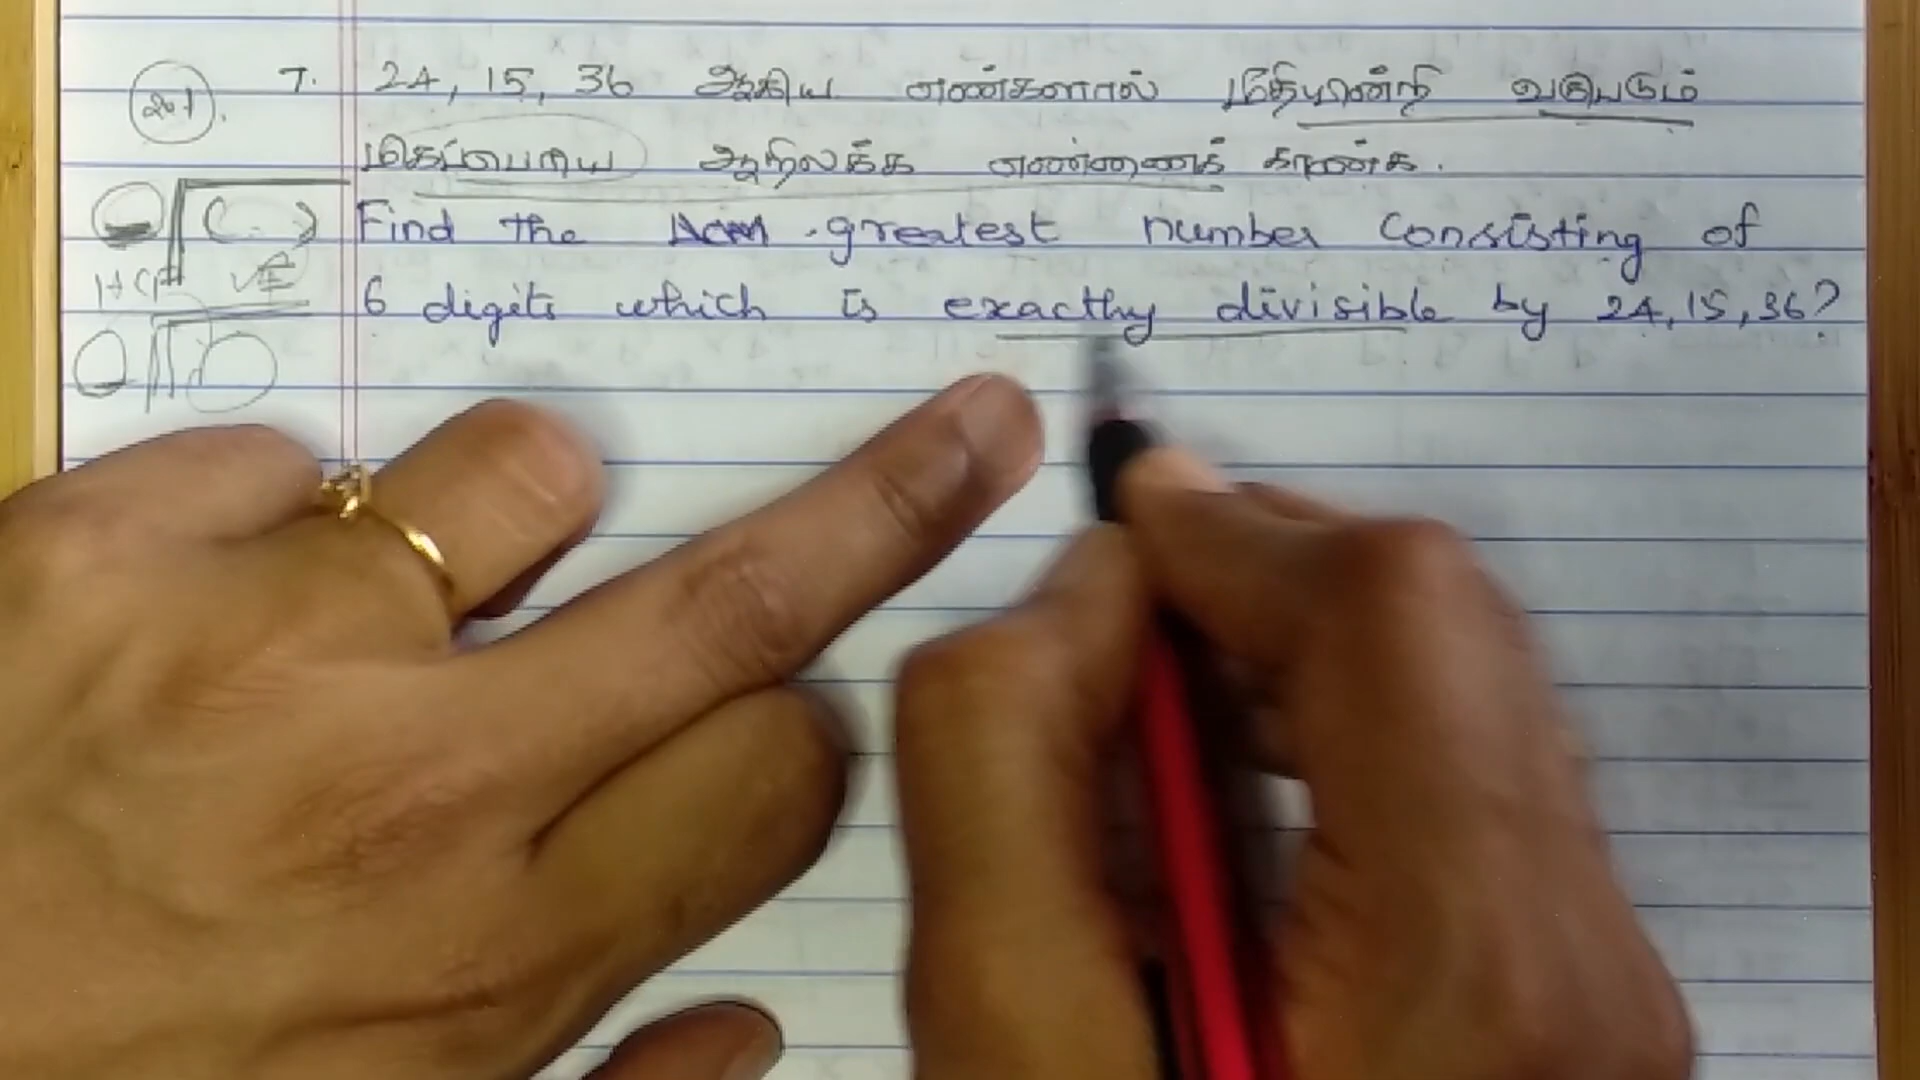 7. 24, 15, 36 ஆகிய எண்களால் மீதியின்றி வகுபடும்
மிகப்பெரிய ஆறிலக்க எண்ணைக் காண்க.
Find the greatest number consisting of
HCF
6 digits which is exactly divisible by 24, 15, 36?